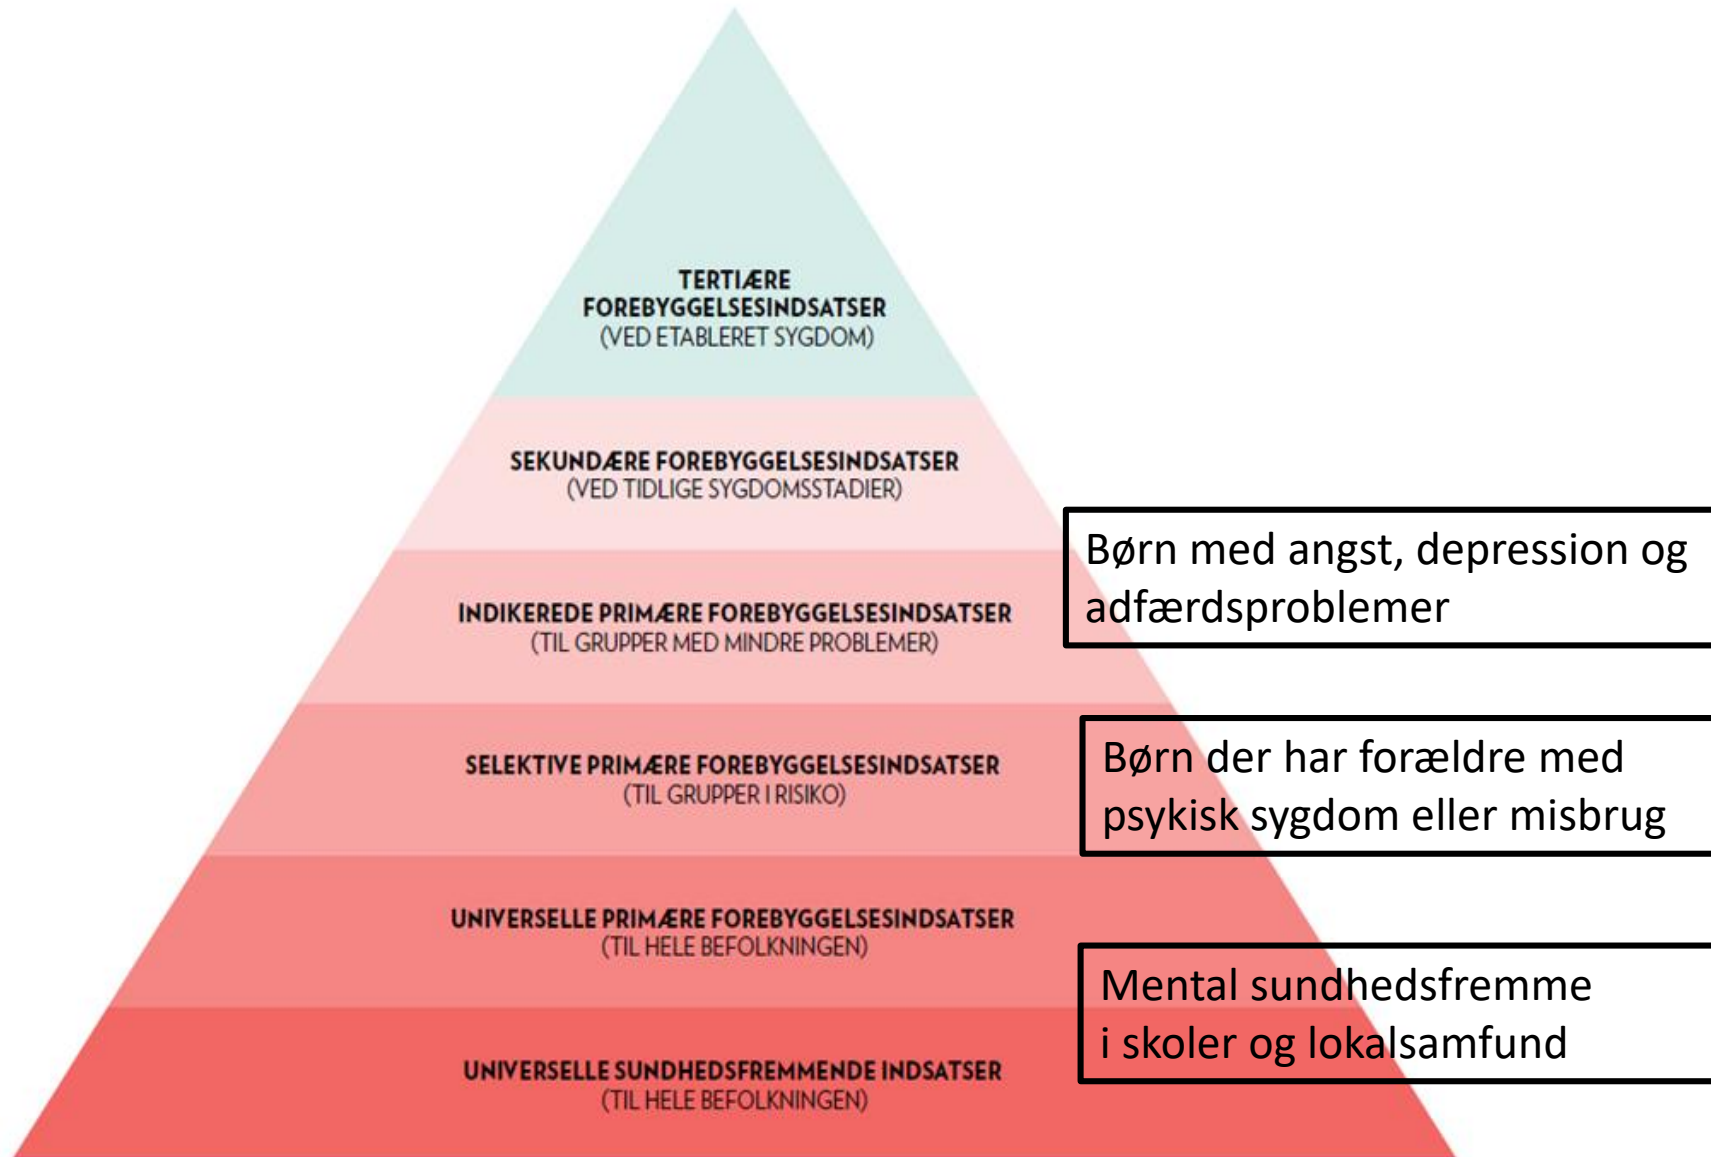 TERTIÆRE
FOREBYGGELSESINDSATSER
(VED ETABLERET SYGDOM)
SEKUNDÆRE FOREBYGGELSESINDSATSER
(VED TIDLIGE SYGDOMSSTADIER)
Børn med angst, depression og
adfærdsproblemer
INDIKEREDE PRIMÆRE FOREBYGGELSESINDSATSER
(TIL GRUPPER MED MINDRE PROBLEMER)
Børn der har forældre med
psykisk sygdom eller misbrug
SELEKTIVE PRIMÆRE FOREBYGGELSESINDSATSER
(TIL GRUPPER I RISIKO)
UNIVERSELLE PRIMÆRE FOREBYGGELSESINDSATSER
(TIL HELE BEFOLKNINGEN)
Mental sundhedsfremme
i skoler og lokalsamfund
UNIVERSELLE SUNDHEDSFREMMENDE INDSATSER
(TIL HELE BEFOLKNINGEN)